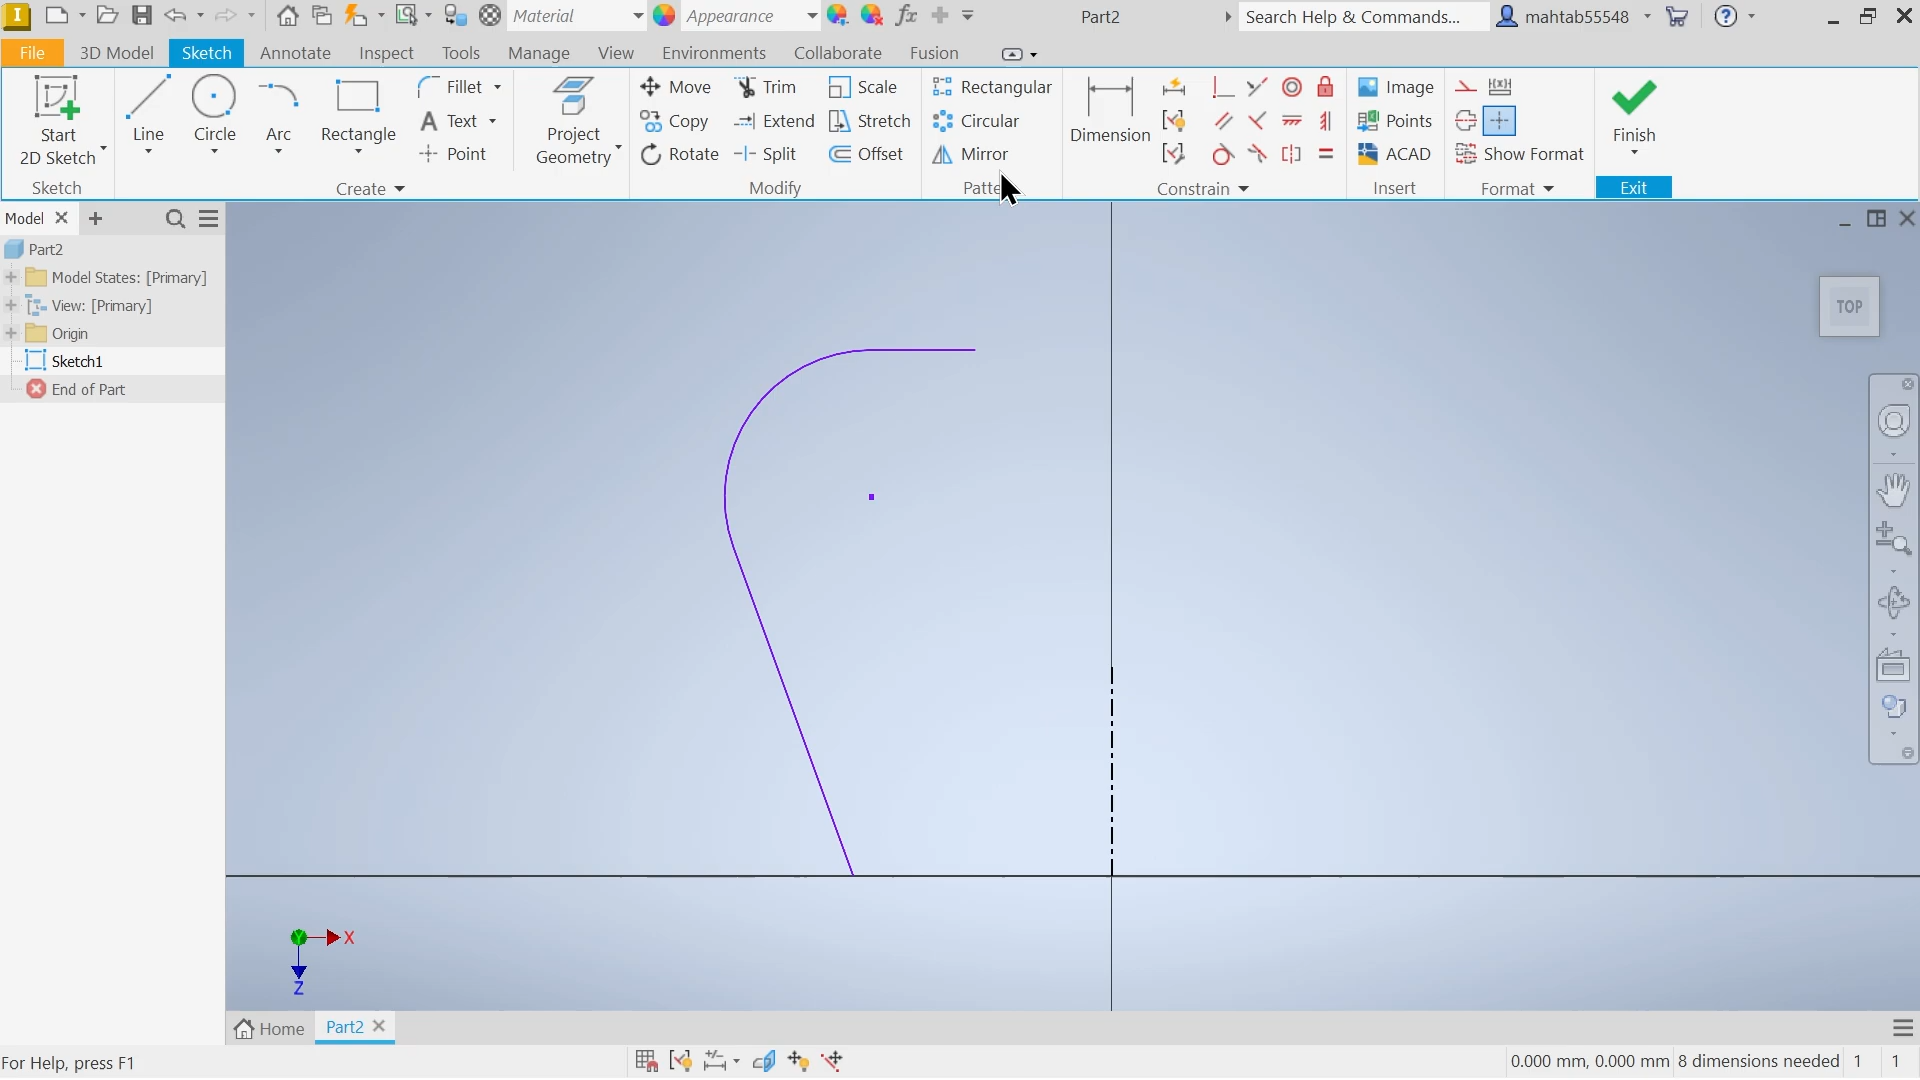 Material
Appearance
Part2
Search Help & Commands...
mahtab55548
File
3D Model
Sketch
Annotate
Inspect
Tools
Manage
View
Environments
Collaborate
Fusion
Start
2D Sketch
Line
Circle
Arc
Rectangle
Fillet
Text
Point
Project
Geometry
Move
Copy
Rotate
Trim
Extend
Split
Scale
Stretch
Offset
Rectangular
Circular
Mirror
Dimension
Image
Points
ACAD
Show Format
Finish
Sketch
Create
Modify
Constrain
Insert
Format
Exit
Model
Part2
Model States: [Primary]
View: [Primary]
Origin
Sketch1
End of Part
TOP
X
Y
Z
Home
Part2
For Help, press F1
0.000 mm, 0.000 mm
8 dimensions needed
1
1